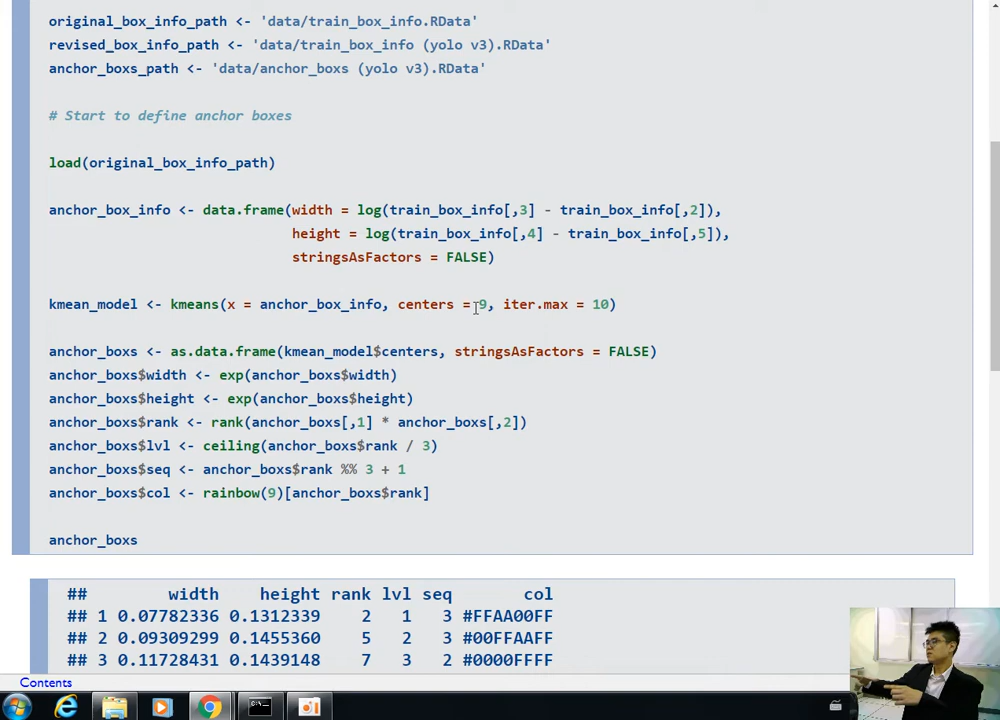 original_box_info_path <- 'data/train_box_info.RData'
revised_box_info_path <- 'data/train_box_info (yolo v3).RData'
anchor_boxs_path <- 'data/anchor_boxs (yolo v3).RData'
# Start to define anchor boxes
load(original_box_info_path)
anchor_box_info <- data.frame(width = log(train_box_info[,3] - train_box_info[,2]),
height = log(train_box_info[,4] - train_box_info[,5]),
stringsAsFactors = FALSE)
kmean_model <- kmeans(x = anchor_box_info, centers = 9, iter.max = 10)
anchor_boxs <- as.data.frame(kmean_model$centers, stringsAsFactors = FALSE)
anchor_boxs$width <- exp(anchor_boxs$width)
anchor_boxs$height <- exp(anchor_boxs$height)
anchor_boxs$rank <- rank(anchor_boxs[,1] * anchor_boxs[,2])
anchor_boxs$lvl <- ceiling(anchor_boxs$rank / 3)
anchor_boxs$seq <- anchor_boxs$rank %% 3 + 1
anchor_boxs$col <- rainbow(9)[anchor_boxs$rank]
anchor_boxs
## width height rank lvl seq col
## 1 0.07782336 0.1312339 2 1 3 #FFAA00FF
## 2 0.09309299 0.1455360 5 2 3 #00FFAAFF
## 3 0.11728431 0.1439148 7 3 2 #0000FFFF
Contents